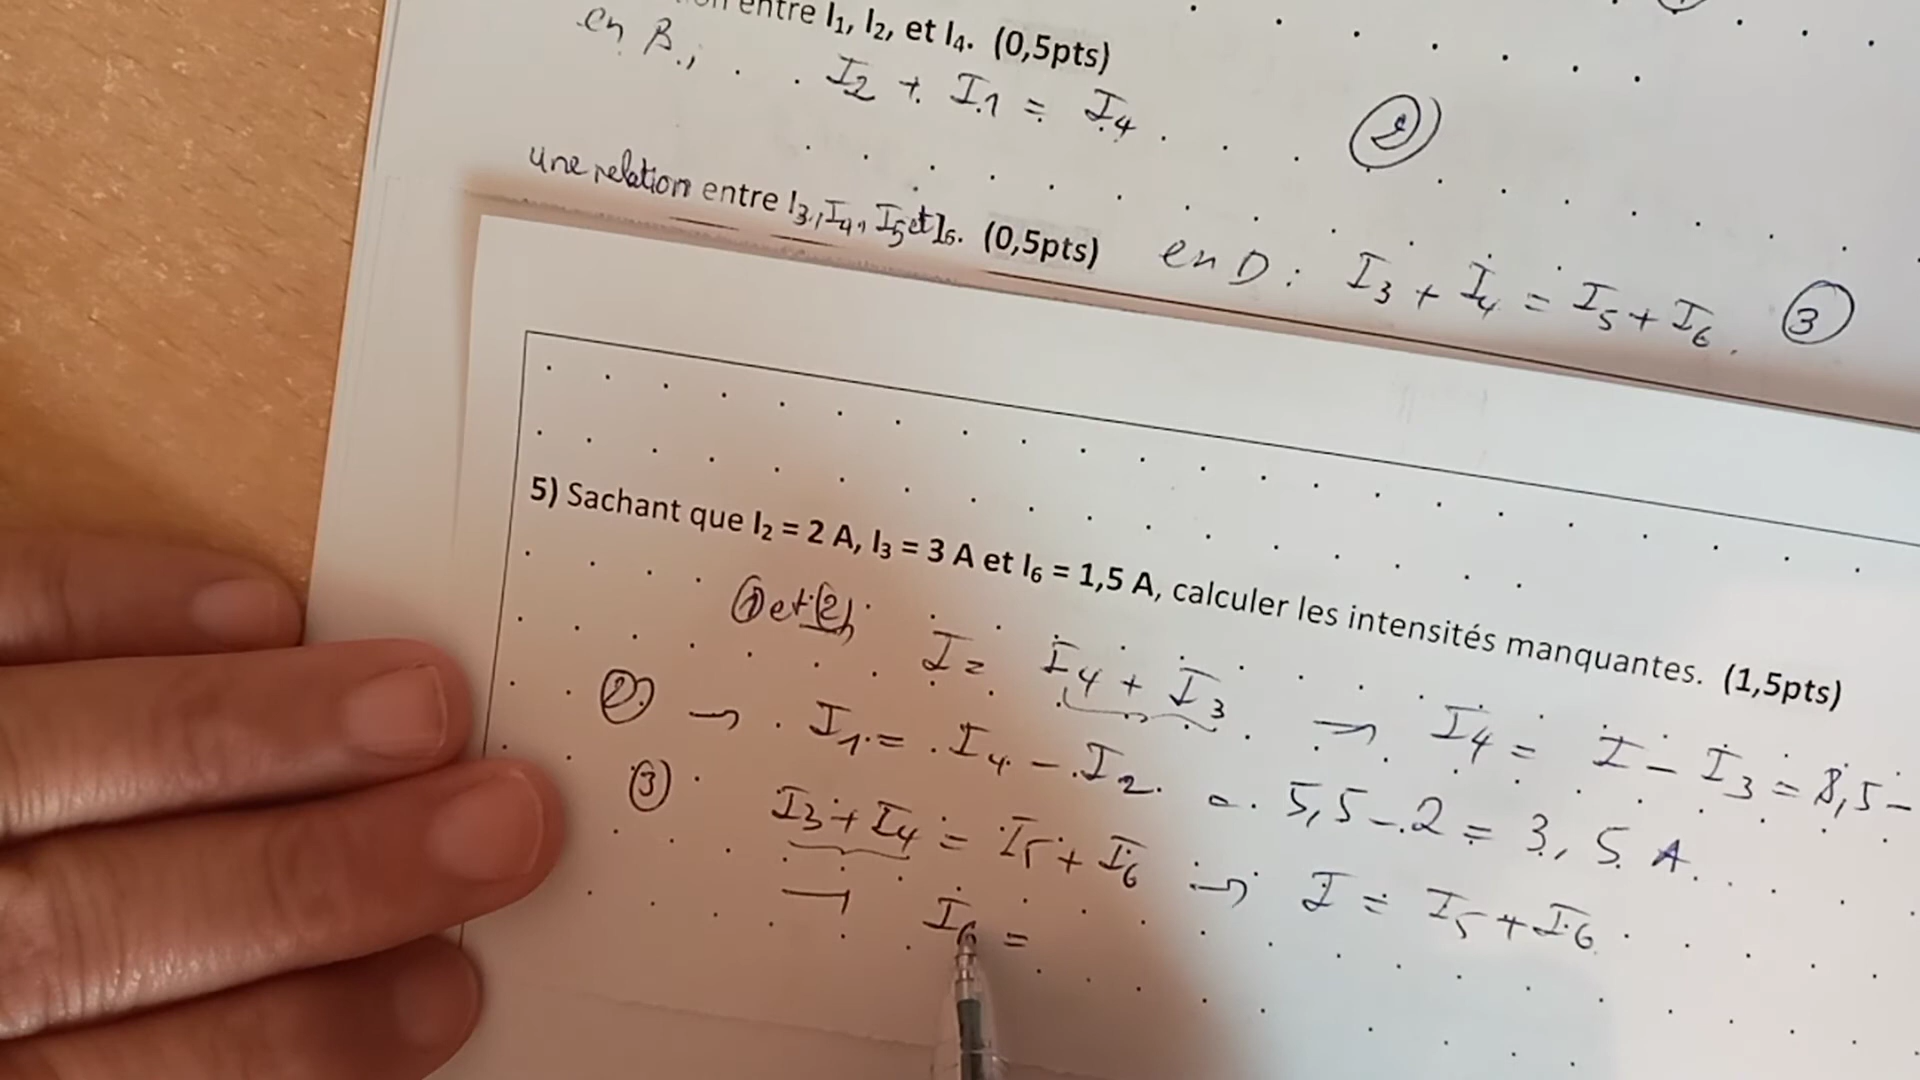 entre I₁, I₂, et I₄. (0,5pts)
en B : I2 + I1 = I4 ②
une relation entre I3, I4, I5 et I6. (0,5pts) en D : I3 + I4 = I5 + I6. ③
5) Sachant que I₂ = 2 A, I₃ = 3 A et I₆ = 1,5 A, calculer les intensités manquantes. (1,5pts)
① et ② I = I4 + I3 → I4 = I - I3 = 8,5 -
② → I1 = I4 - I2 = 5,5 - 2 = 3,5 A
③ I3 + I4 = I5 + I6 → I = I5 + I6
→ I6 =